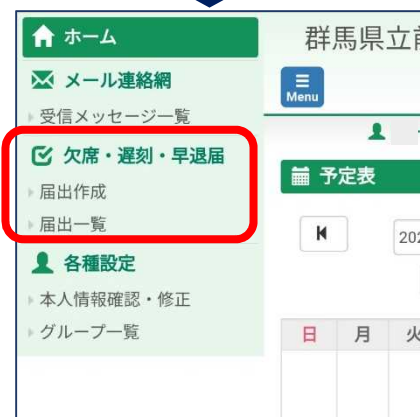 ホーム
メール連絡網
受信メッセージ一覧
欠席・遅刻・早退届
届出作成
届出一覧
各種設定
本人情報確認・修正
グループ一覧
群馬県立
Menu
予定表
202
日 月 火